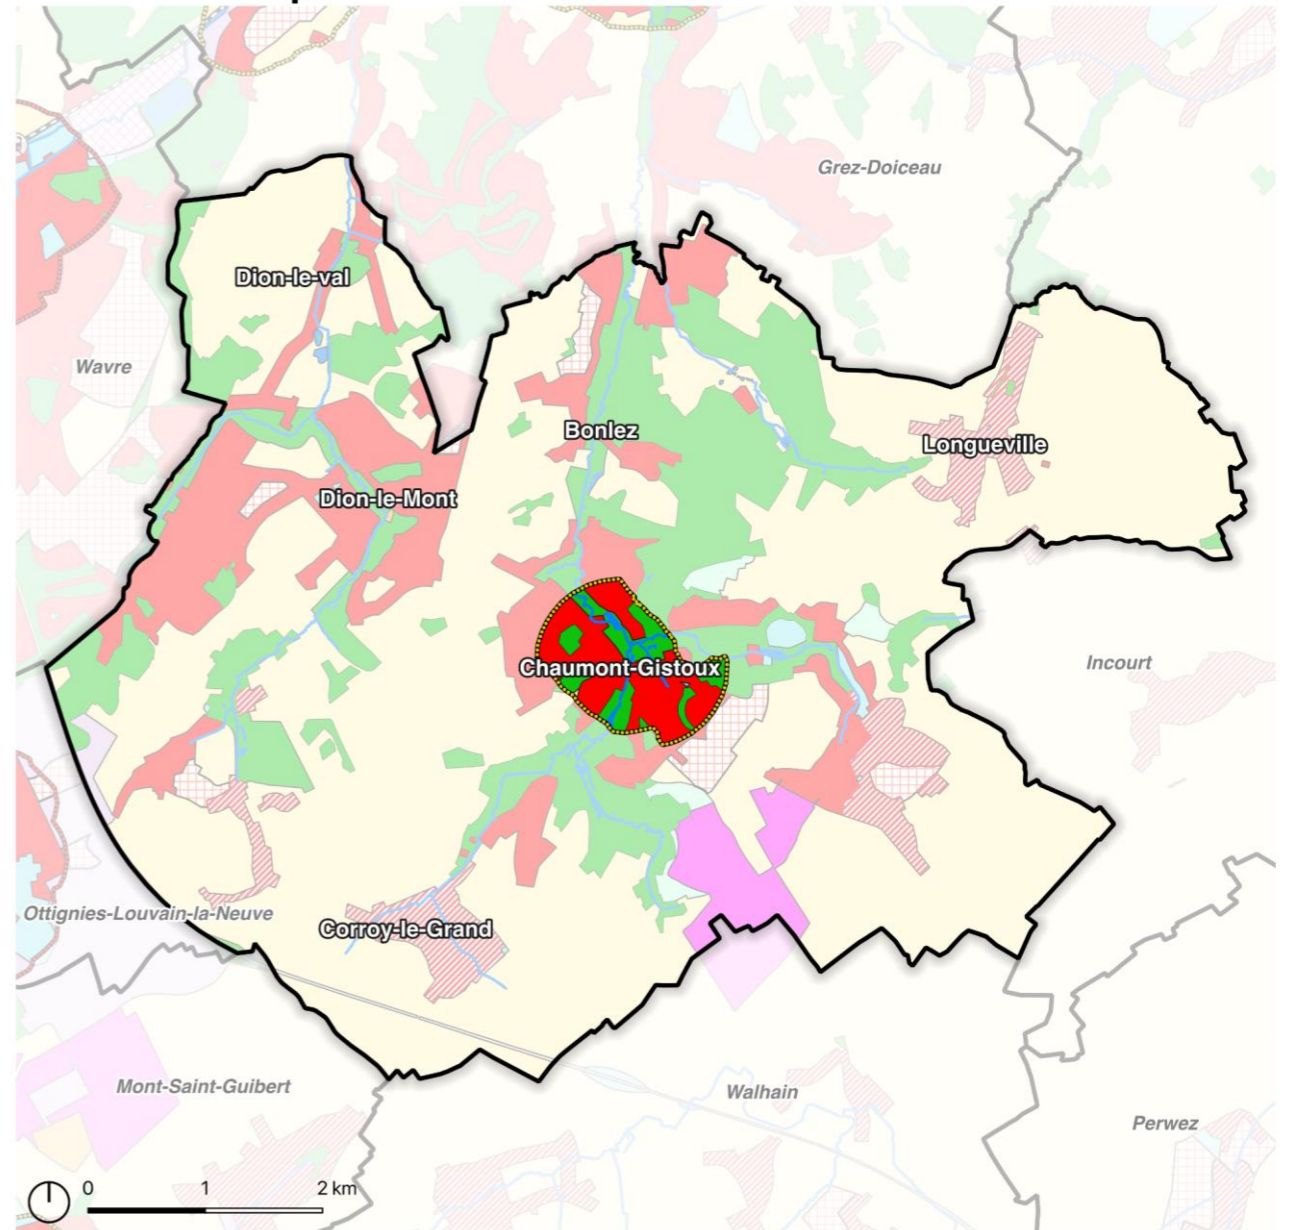 Grez-Doiceau
Dion-le-val
Wavre
Bonlez
Longueville
Dion-le-Mont
Chaumont-Gistoux
Incourt
Ottignies-Louvain-la-Neuve
Corroy-le-Grand
Mont-Saint-Guibert
Walhain
Perwez
0 1 2 km